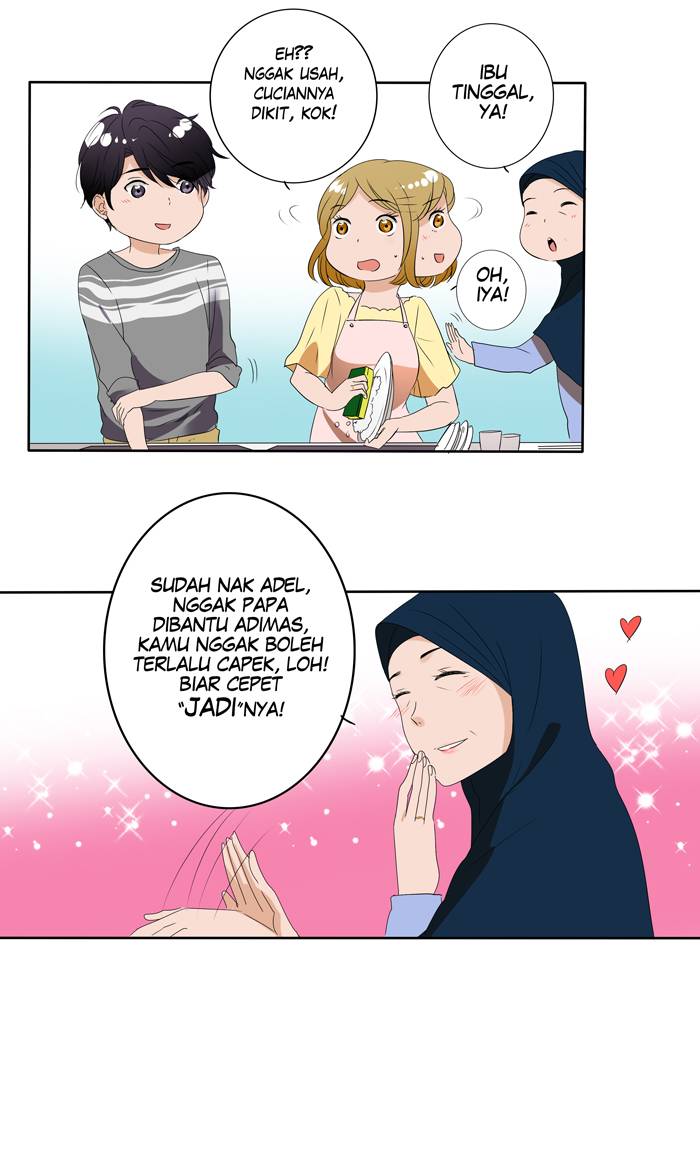 EH??
NGGAK USAH,
CUCIANNYA
DIKIT, KOK!
IBU
TINGGAL,
YA!
OH,
IYA!
SUDAH NAK ADEL,
NGGAK PAPA
DIBANTU ADIMAS,
KAMU NGGAK BOLEH
TERLALU CAPEK, LOH!
BIAR CEPET
"JADI"NYA!